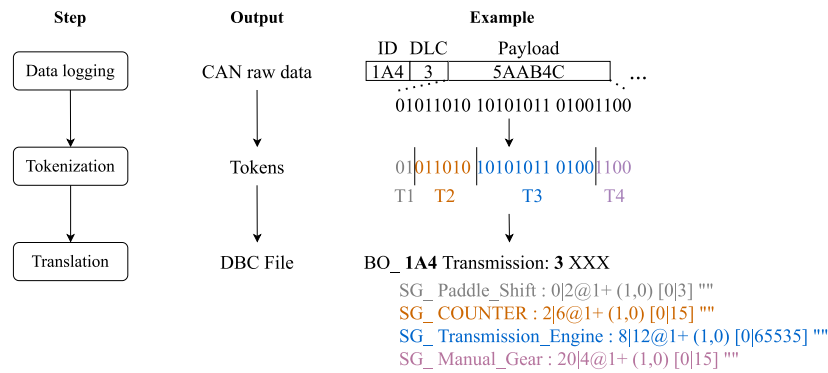 Step Output Example
ID DLC Payload
Data logging CAN raw data 1A4 3 5AAB4C ...
01011010 10101011 01001100
Tokenization Tokens 01 011010 10101011 0100 1100
T1 T2 T3 T4
Translation DBC File BO_ 1A4 Transmission: 3 XXX
SG_ Paddle_Shift : 0|2@1+ (1,0) [0|3] ""
SG_ COUNTER : 2|6@1+ (1,0) [0|15] ""
SG_ Transmission_Engine : 8|12@1+ (1,0) [0|65535] ""
SG_ Manual_Gear : 20|4@1+ (1,0) [0|15] ""